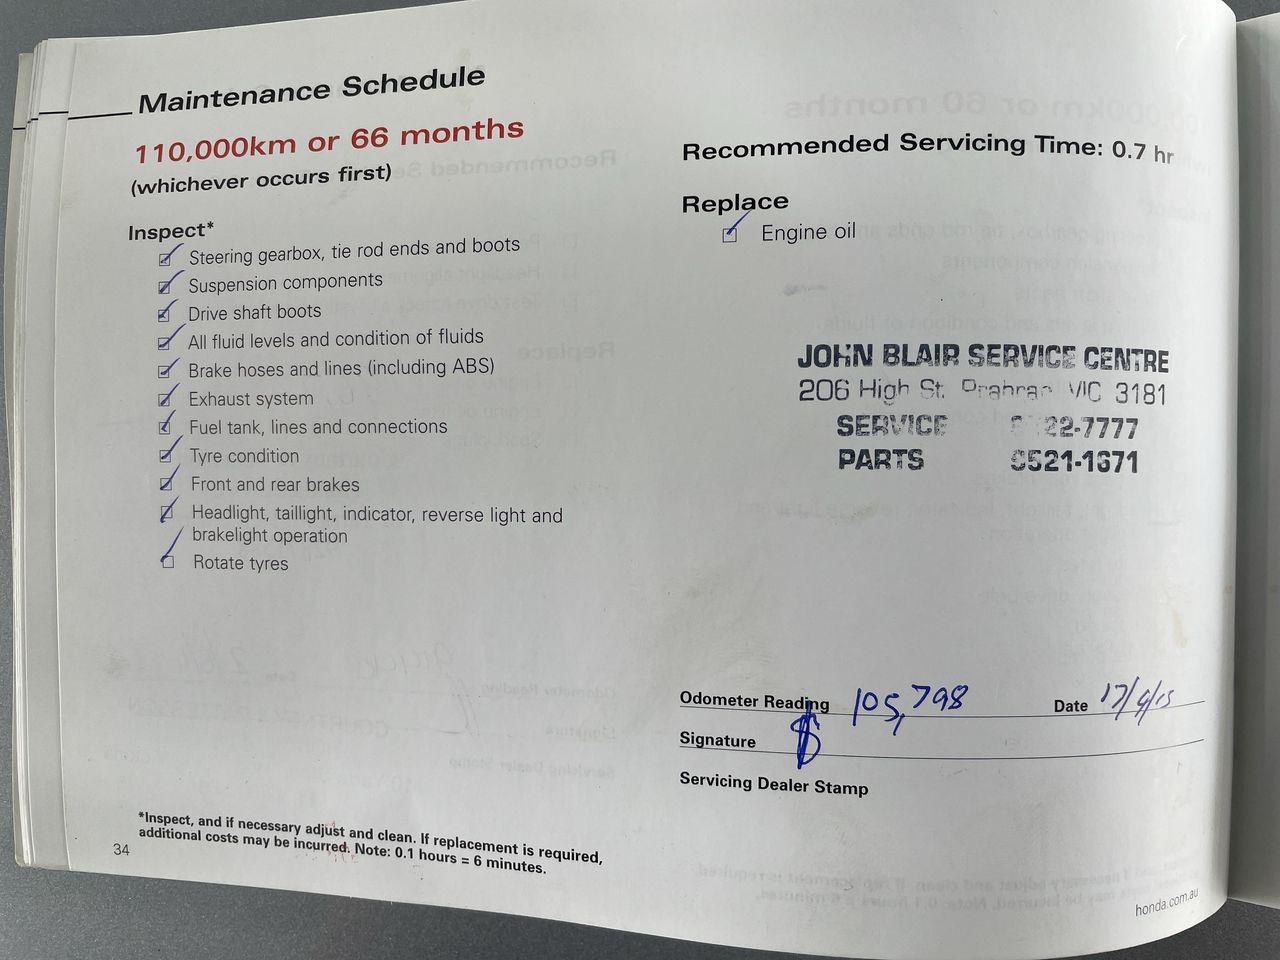 Maintenance Schedule
110,000km or 66 months
(whichever occurs first)
Inspect*
Steering gearbox, tie rod ends and boots
Suspension components
Drive shaft boots
All fluid levels and condition of fluids
Brake hoses and lines (including ABS)
Exhaust system
Fuel tank, lines and connections
Tyre condition
Front and rear brakes
Headlight, taillight, indicator, reverse light and
brakelight operation
Rotate tyres
*Inspect, and if necessary adjust and clean. If replacement is required,
additional costs may be incurred. Note: 0.1 hours = 6 minutes.
34
Recommended Servicing Time: 0.7 hr
Replace
Engine oil
JOHN BLAIR SERVICE CENTRE
206 High St. Prahran VIC 3181
SERVICE 22-7777
PARTS 9521-1671
Odometer Reading 105,798 Date
Signature
Servicing Dealer Stamp
honda.com.au